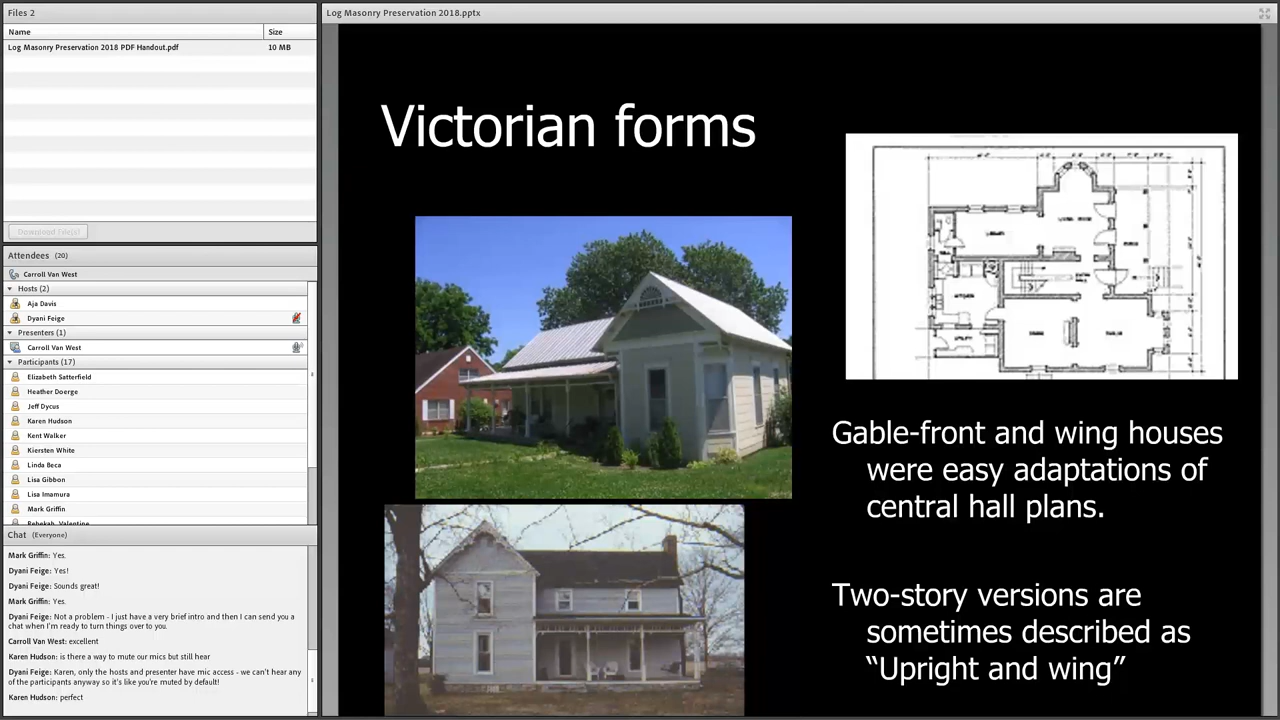 Files 2
Name Size
Log Masonry Preservation 2018 PDF Handout.pdf 10 MB
Download File(s)
Attendees (20)
Carroll Van West
Hosts (2)
Aja Davis
Dyani Feige
Presenters (1)
Carroll Van West
Participants (17)
Elizabeth Satterfield
Heather Doerge
Jeff Dycus
Karen Hudson
Kent Walker
Kiersten White
Linda Beca
Lisa Gibbon
Lisa Imamura
Mark Griffin
Rebekah, Valentine
Chat (Everyone)
Mark Griffin: Yes.
Dyani Feige: Yes!
Dyani Feige: Sounds great!
Mark Griffin: Yes.
Dyani Feige: Not a problem - I just have a very brief intro and then I can send you a
chat when I'm ready to turn things over to you.
Carroll Van West: excellent
Karen Hudson: is there a way to mute our mics but still hear
Dyani Feige: Karen, only the hosts and presenter have mic access - we can't hear any
of the participants anyway so it's like you're muted by default!
Karen Hudson: perfect
Log Masonry Preservation 2018.pptx
Victorian forms
LIBRARY
KITCHEN
UTILITY
Gable-front and wing houses
were easy adaptations of
central hall plans.
Two-story versions are
sometimes described as
“Upright and wing”